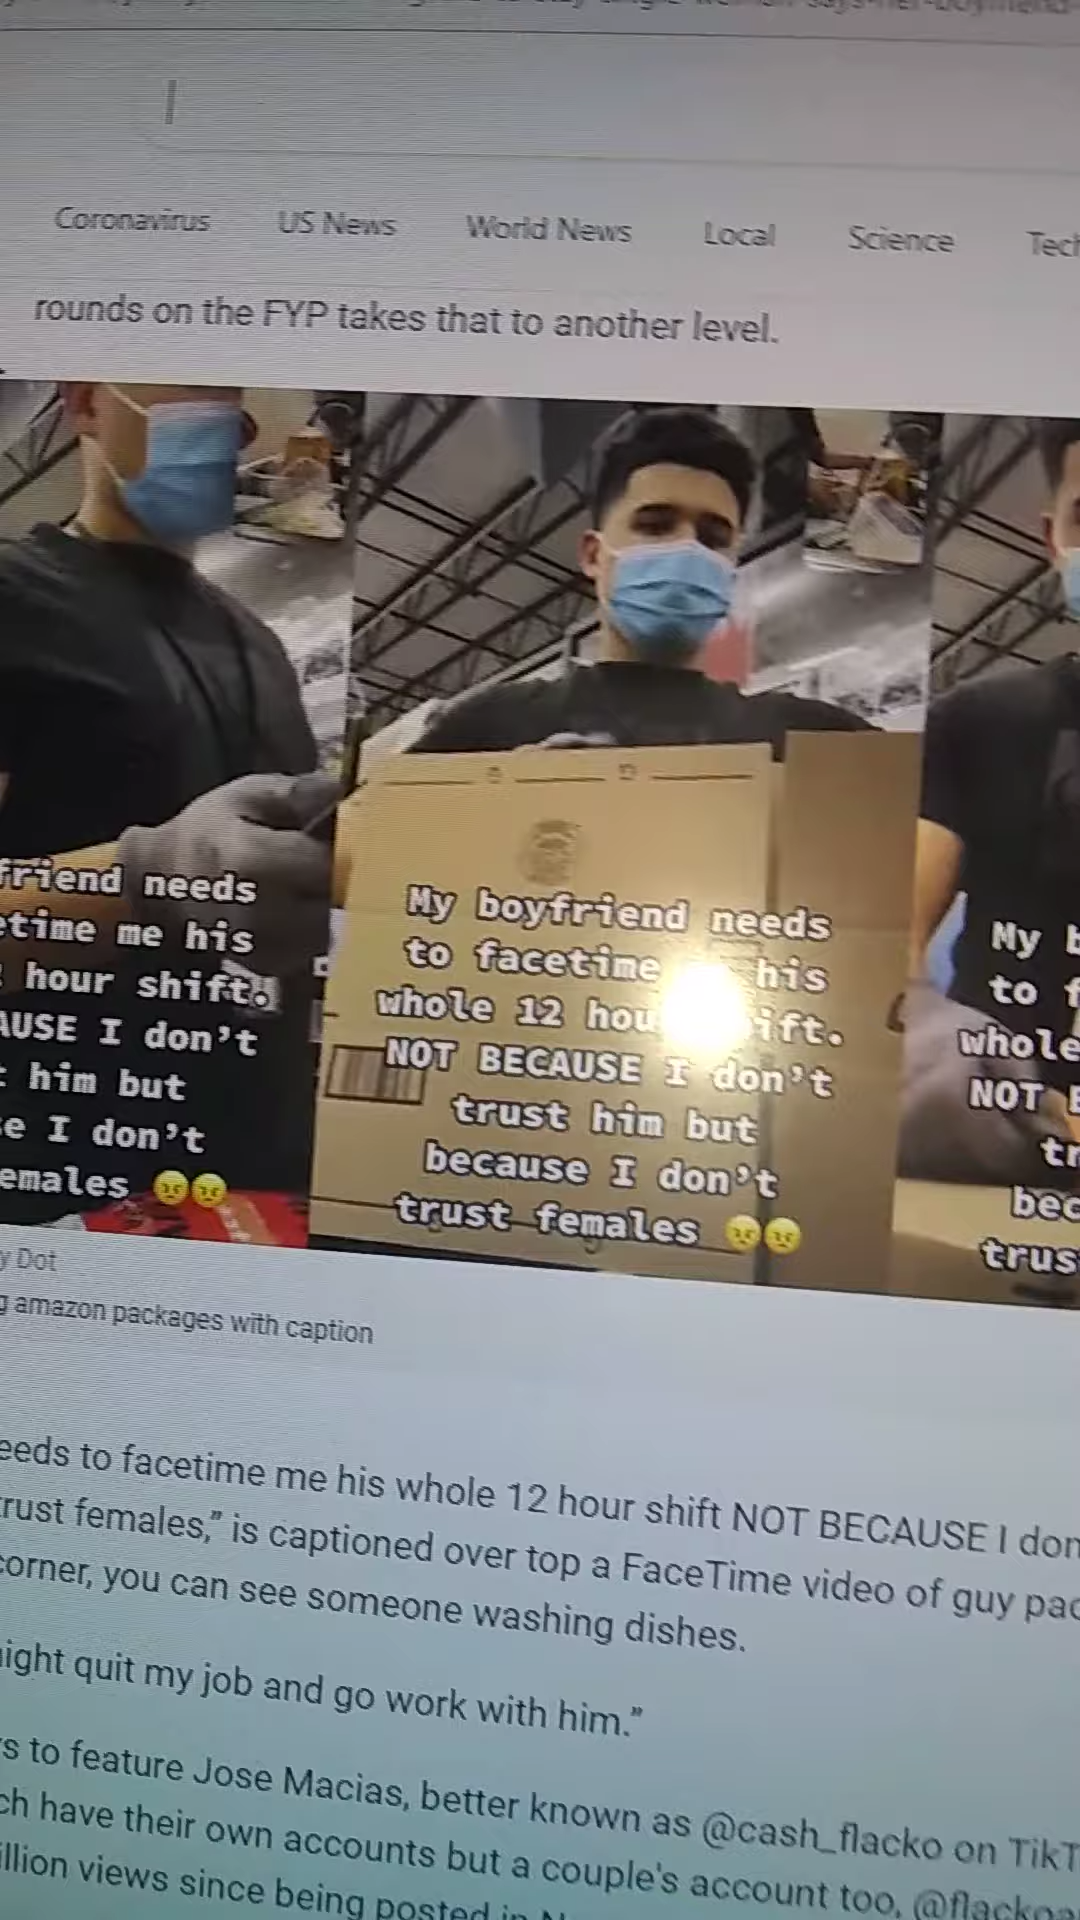 Coronavirus US News World News Local Science Tech
rounds on the FYP takes that to another level.
friend needs
etime me his
hour shift.
AUSE I don't
him but
e I don't
emales 😠😠
My boyfriend needs
to facetime his
whole 12 hou ift.
NOT BECAUSE I don't
trust him but
because I don't
trust females 😠😠
My b
to f
whole
NOT B
tr
bec
trus
y Dot
g amazon packages with caption
eeds to facetime me his whole 12 hour shift NOT BECAUSE I don
rust females,” is captioned over top a FaceTime video of guy pac
corner, you can see someone washing dishes.
ight quit my job and go work with him.”
s to feature Jose Macias, better known as @cash_flacko on TikT
ch have their own accounts but a couple's account too,
illion views since being posted in